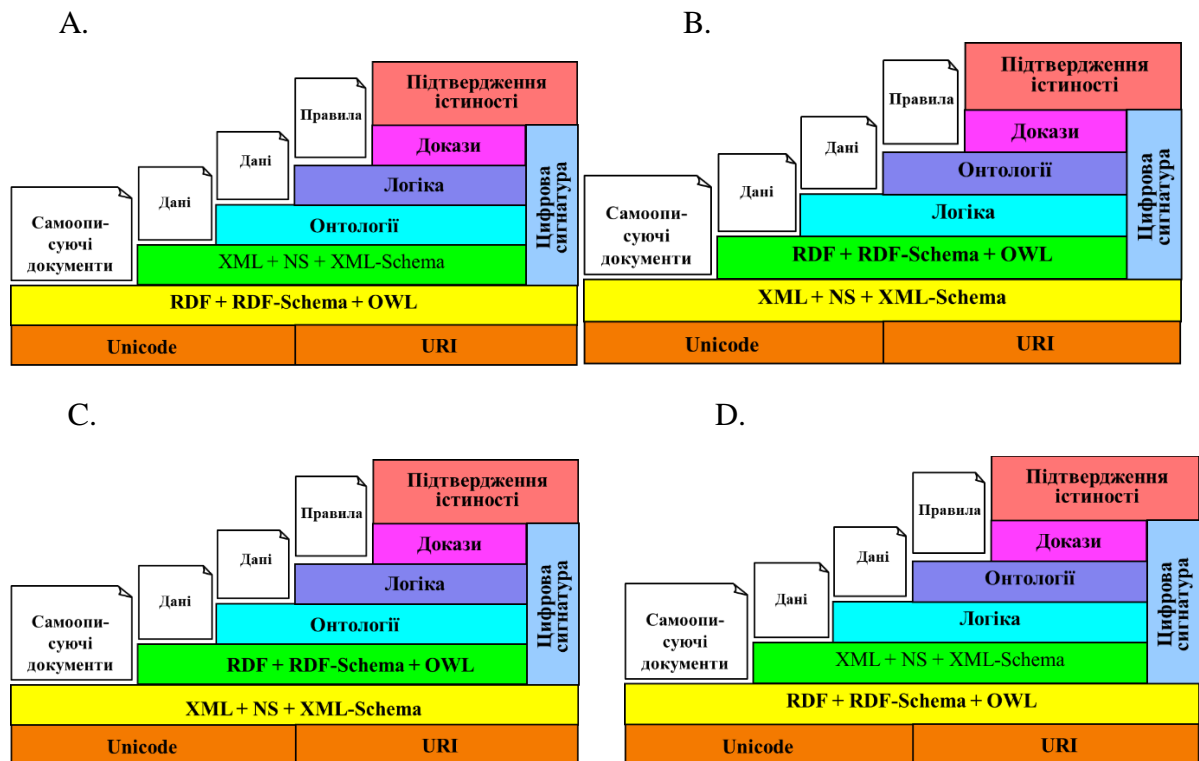 A.
Підтвердження
істиності
Правила
Докази
Дані
Логіка
Дані
Онтології
Самоопи-
суючі
документи
XML + NS + XML-Schema
Цифрова
сигнатура
RDF + RDF-Schema + OWL
Unicode
URI
B.
Підтвердження
істиності
Правила
Докази
Дані
Онтології
Дані
Логіка
Самоопи-
суючі
документи
RDF + RDF-Schema + OWL
Цифрова
сигнатура
XML + NS + XML-Schema
Unicode
URI
C.
Підтвердження
істиності
Правила
Докази
Дані
Логіка
Дані
Онтології
Самоопи-
суючі
документи
RDF + RDF-Schema + OWL
Цифрова
сигнатура
XML + NS + XML-Schema
Unicode
URI
D.
Підтвердження
істиності
Правила
Докази
Дані
Онтології
Дані
Логіка
Самоопи-
суючі
документи
XML + NS + XML-Schema
Цифрова
сигнатура
RDF + RDF-Schema + OWL
Unicode
URI